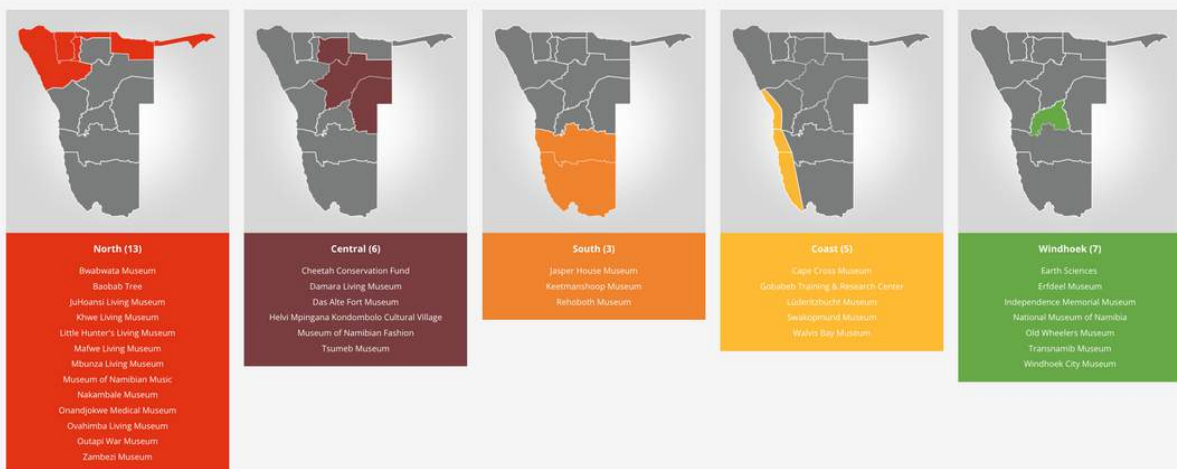 North (13)
Bwabwata Museum
Baobab Tree
JuHoansi Living Museum
Khwe Living Museum
Little Hunter's Living Museum
Mafwe Living Museum
Mbunza Living Museum
Museum of Namibian Music
Nakambale Museum
Onandjokwe Medical Museum
Ovahimba Living Museum
Outapi War Museum
Zambezi Museum
Central (6)
Cheetah Conservation Fund
Damara Living Museum
Das Alte Fort Museum
Helvi Mpingana Kondombolo Cultural Village
Museum of Namibian Fashion
Tsumeb Museum
South (3)
Jasper House Museum
Keetmanshoop Museum
Rehoboth Museum
Coast (5)
Cape Cross Museum
Gobabeb Training & Research Center
Lüderitzbucht Museum
Swakopmund Museum
Walvis Bay Museum
Windhoek (7)
Earth Sciences
Erfdeel Museum
Independence Memorial Museum
National Museum of Namibia
Old Wheelers Museum
Transnamib Museum
Windhoek City Museum